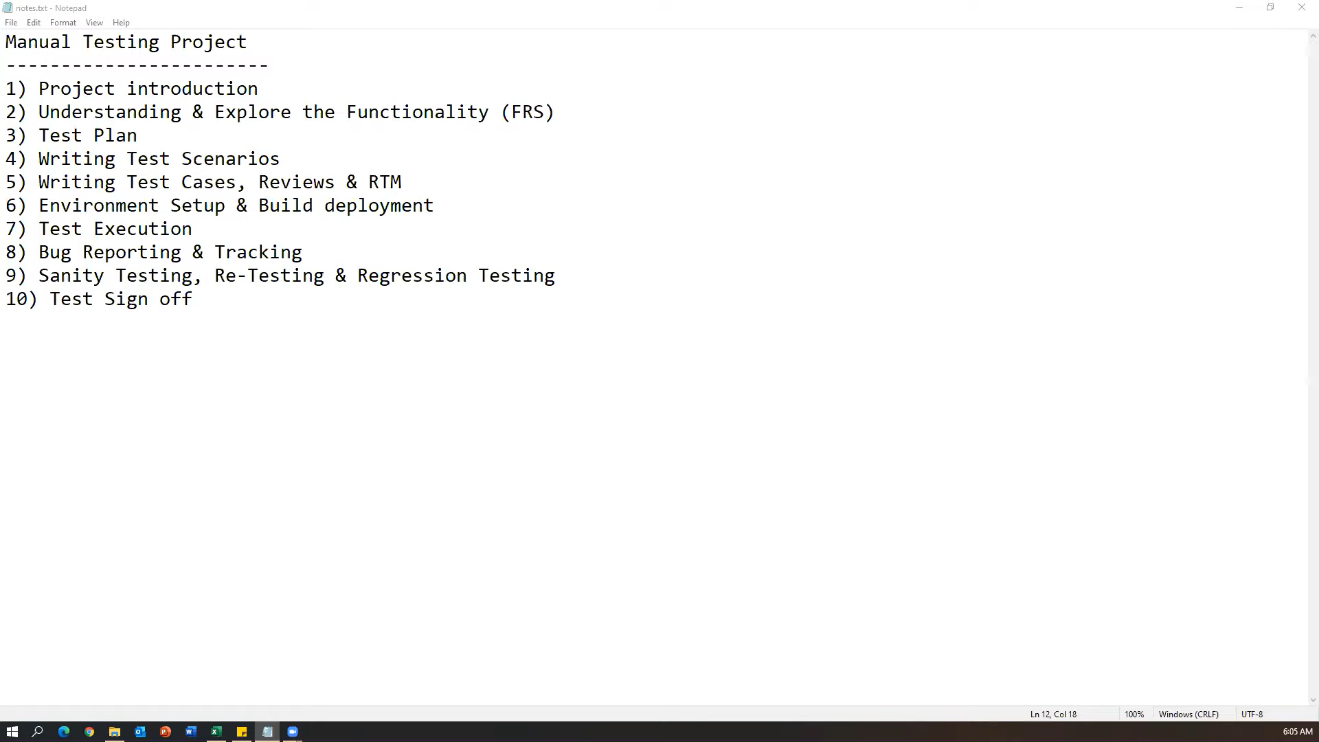 notes.txt - Notepad
File Edit Format View Help
Manual Testing Project
------------------------
1) Project introduction
2) Understanding & Explore the Functionality (FRS)
3) Test Plan
4) Writing Test Scenarios
5) Writing Test Cases, Reviews & RTM
6) Environment Setup & Build deployment
7) Test Execution
8) Bug Reporting & Tracking
9) Sanity Testing, Re-Testing & Regression Testing
10) Test Sign off
Ln 12, Col 18 100% Windows (CRLF) UTF-8
6:05 AM